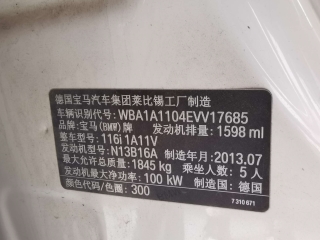 德国宝马汽车集团莱比锡工厂制造
车辆识别代号: WBA1A1104EVV17685
品牌: 宝马(BMW)牌 发动机排量: 1598 ml
整车型号: 116i 1A11V
发动机型号: N13B16A 制造年月: 2013.07
最大允许总质量: 1845 kg 乘坐人数: 5 人
发动机最大净功率: 100 kW 制造国: 德国
颜色代码/色圈: 300
7 310 671